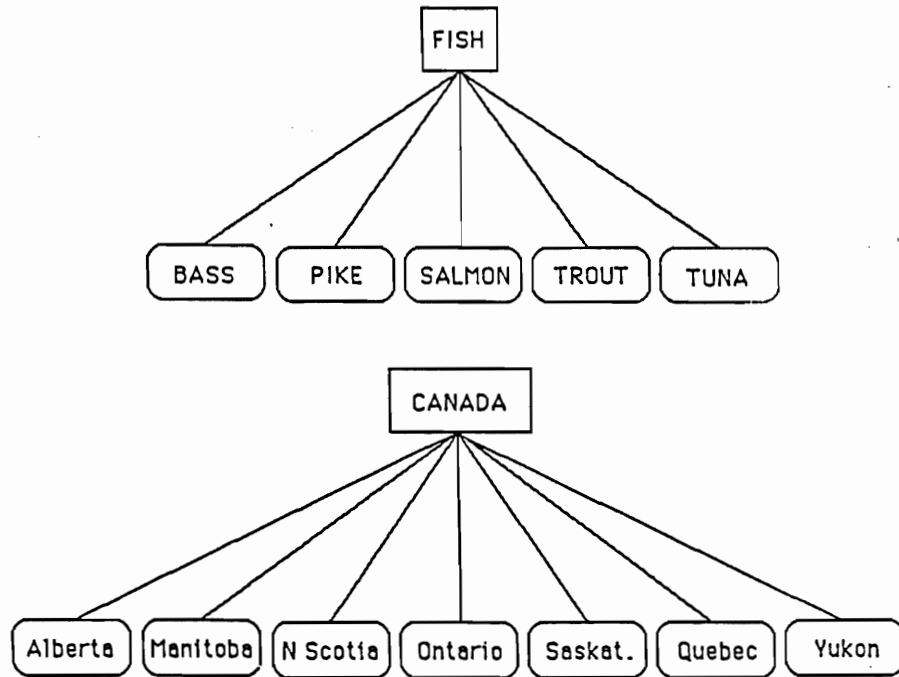 FISH
BASS PIKE SALMON TROUT TUNA
CANADA
Alberta Manitoba N Scotia Ontario Saskat. Quebec Yukon